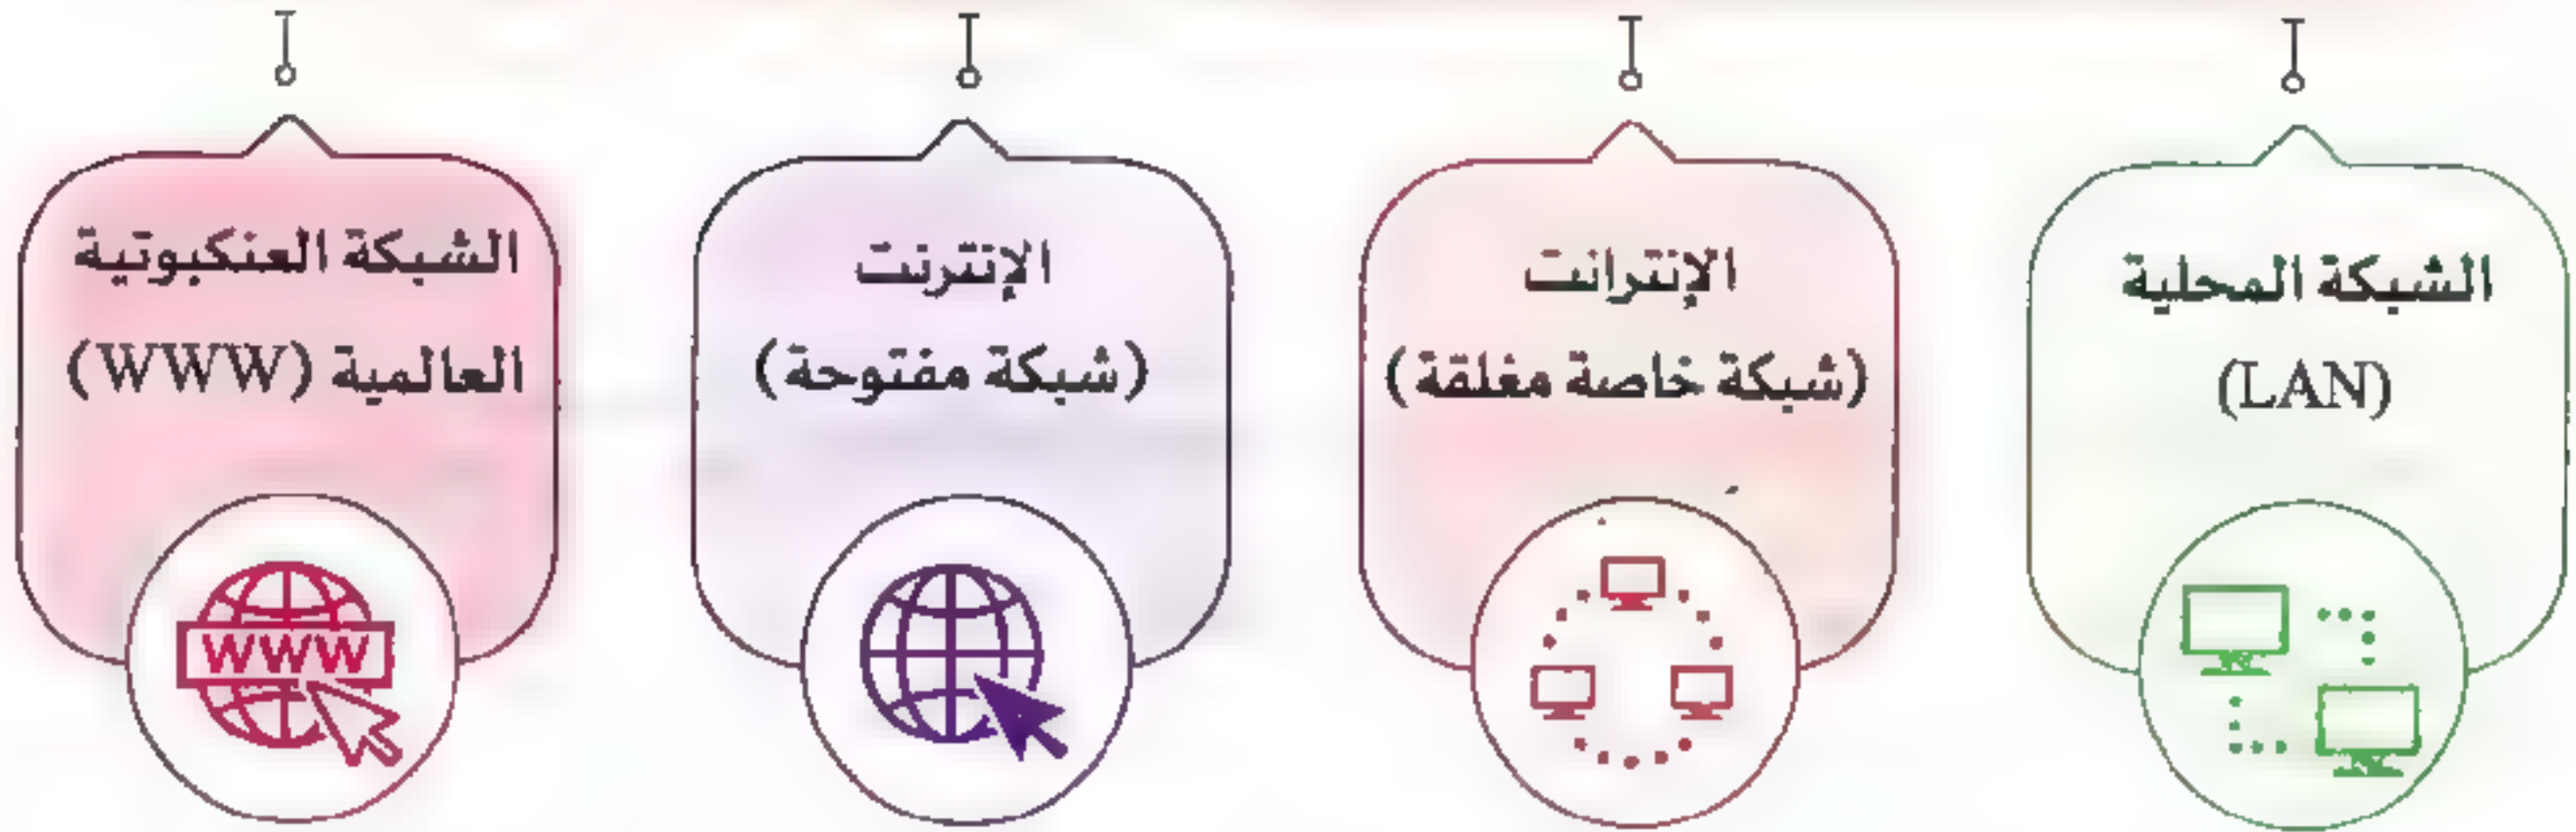 الشبكة المحلية
(LAN)
الإنترانت
(شبكة خاصة مغلقة)
الإنترنت
(شبكة مفتوحة)
الشبكة العنكبوتية
العالمية (WWW)
WWW